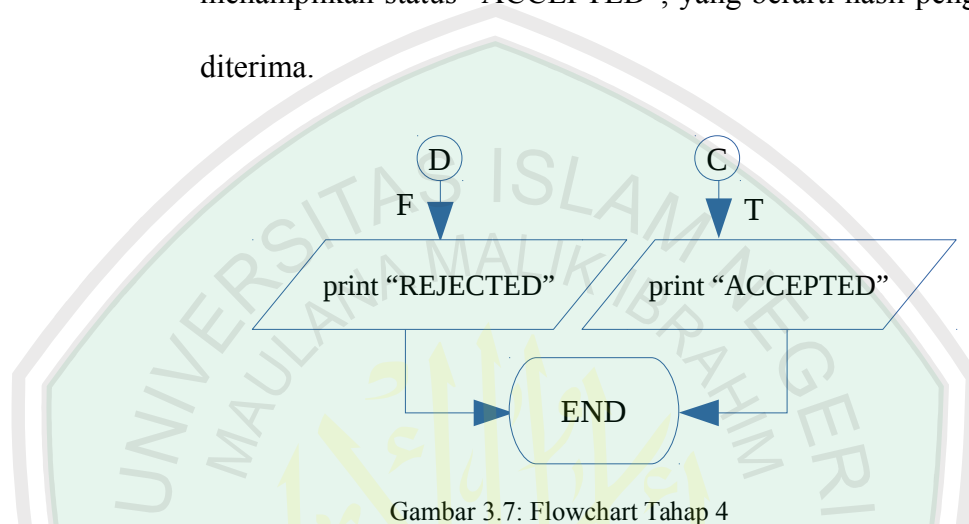 menampilkan status “ACCEPTED”, yang berarti hasil
diterima.
D C
F T
print “REJECTED” print “ACCEPTED”
END
Gambar 3.7: Flowchart Tahap 4
UNIVERSITAS ISLAM NEGERI
MAULANA MALIK IBRAHIM